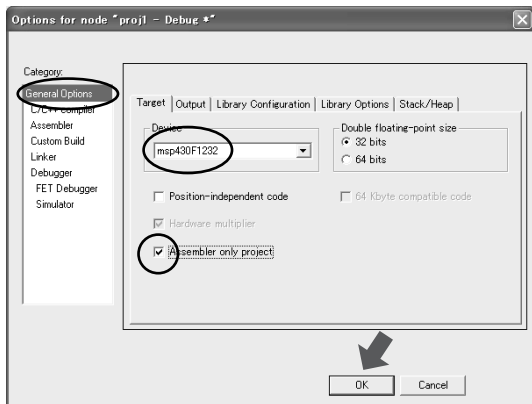 Options for node "proj1 - Debug *"
Category:
General Options
C/C++ compiler
Assembler
Custom Build
Linker
Debugger
FET Debugger
Simulator
Target
Output
Library Configuration
Library Options
Stack/Heap
Device
msp430F1232
Double floating-point size
32 bits
64 bits
Position-independent code
64 Kbyte compatible code
Hardware multiplier
Assembler only project
OK
Cancel